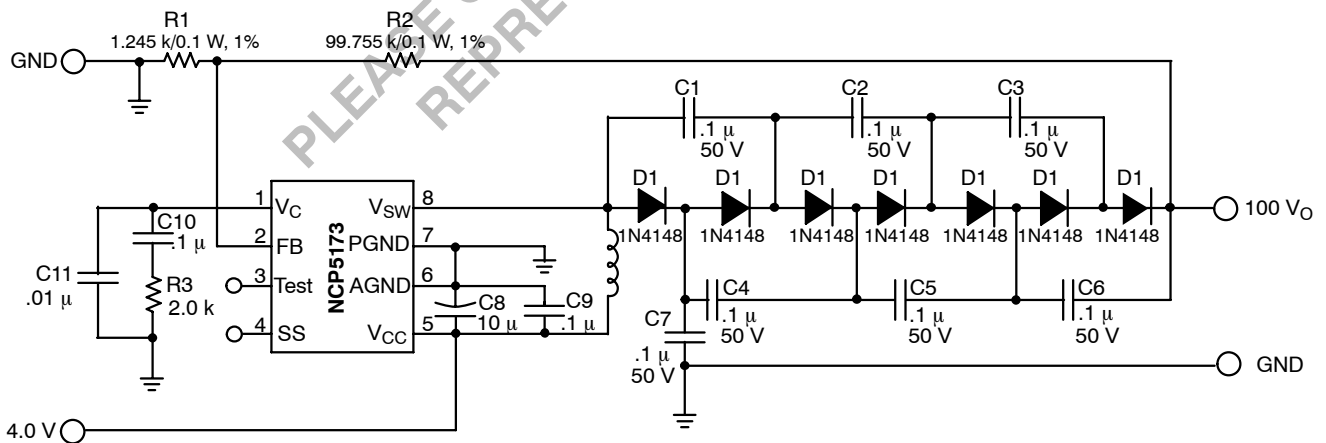 PLEASE
REPRE
R1
1.245 k/0.1 W, 1%
R2
99.755 k/0.1 W, 1%
GND
C1
.1 μ
50 V
C2
.1 μ
50 V
C3
.1 μ
50 V
D1
1N4148
D1
1N4148
D1
1N4148
D1
1N4148
D1
1N4148
D1
1N4148
D1
1N4148
100 VO
1
VC
2
FB
3
Test
4
SS
NCP5173
VSW
8
PGND
7
AGND
6
VCC
5
C10
.1 μ
C11
.01 μ
R3
2.0 k
C8
10 μ
C9
.1 μ
C4
.1 μ
50 V
C5
.1 μ
50 V
C6
.1 μ
50 V
C7
.1 μ
50 V
GND
4.0 V